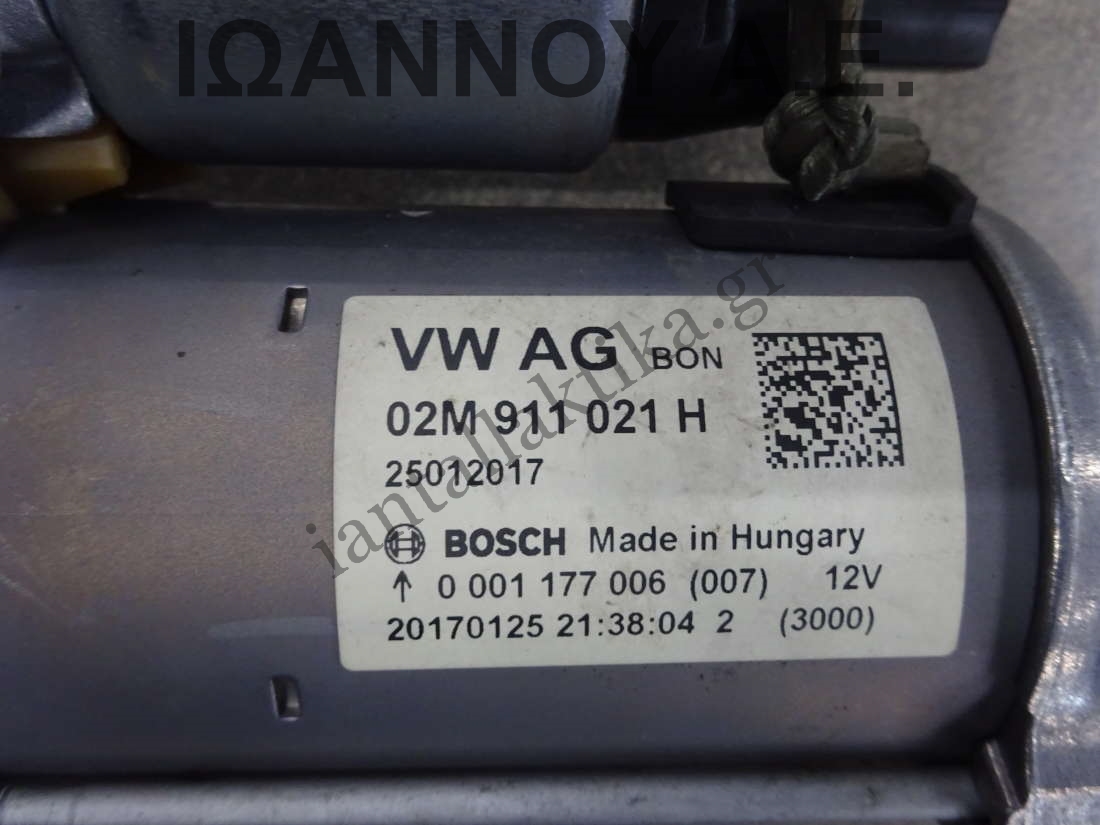 ΙΩΑΝΝΟΥ Α.Ε.
VW AG BON
02M 911 021 H
25012017
BOSCH Made in Hungary
↑ 0 001 177 006 (007) 12V
20170125 21:38:04 2 (3000)
iantallaktika.gr